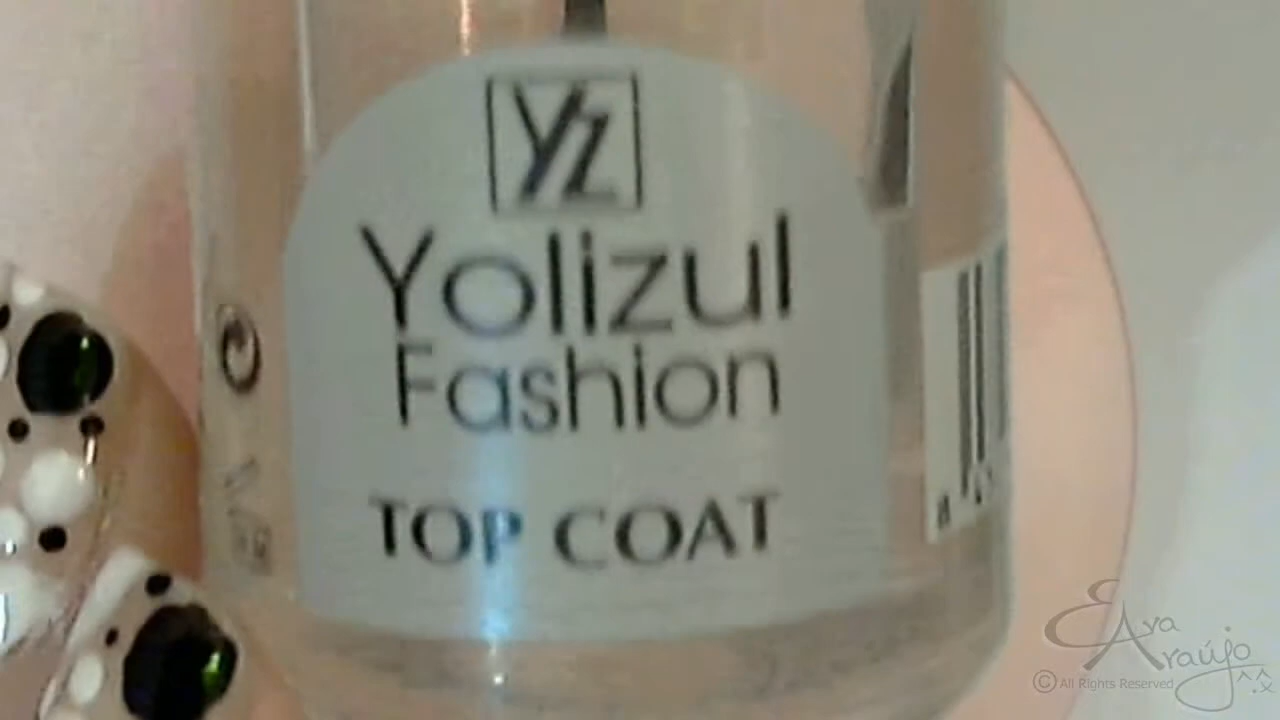 YZ
Yolizul
Fashion
TOP COAT
Eva
Araújo
© All Rights Reserved